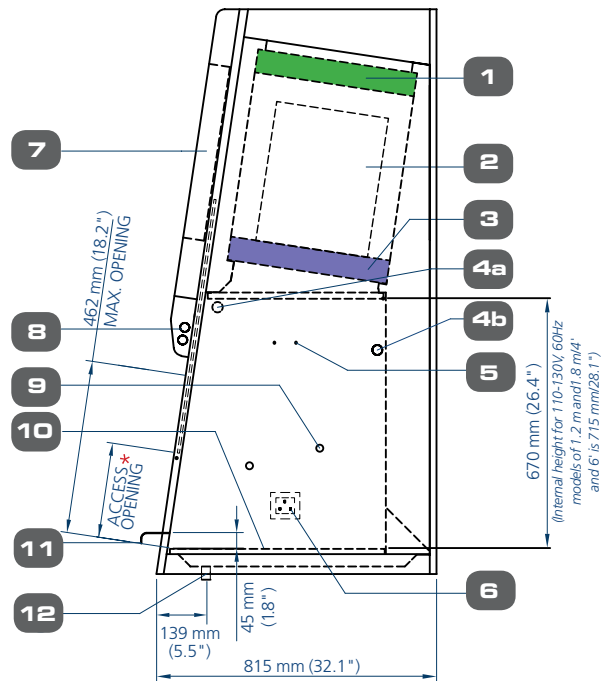 1
2
7
3
4a
462 mm (18.2")
MAX. OPENING
8
4b
5
9
10
670 mm (26.4")
(Internal height for 110-130V, 60Hz
models of 1.2 m and1.8 m/4'
and 6' is 715 mm/28.1")
ACCESS*
OPENING
11
6
12
45 mm
(1.8")
139 mm
(5.5")
815 mm (32.1")